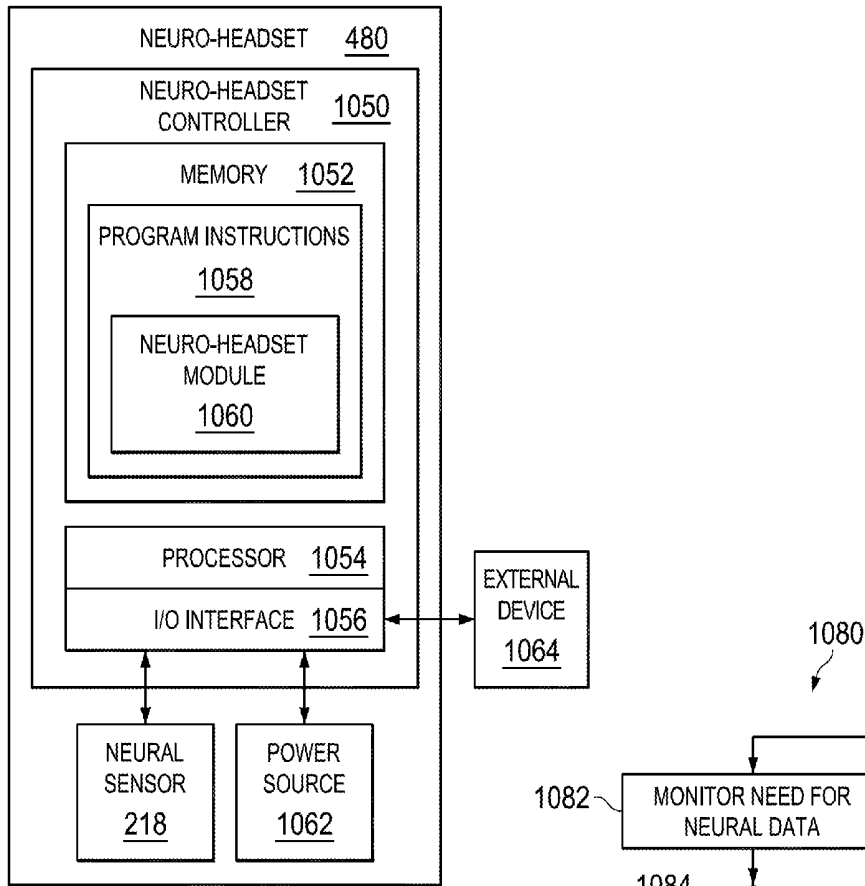 NEURO-HEADSET 480
NEURO-HEADSET
CONTROLLER 1050
MEMORY 1052
PROGRAM INSTRUCTIONS
1058
NEURO-HEADSET
MODULE
1060
PROCESSOR 1054
I/O INTERFACE 1056
EXTERNAL
DEVICE
1064
NEURAL
SENSOR
218
POWER
SOURCE
1062
1080
1082
MONITOR NEED FOR
NEURAL DATA
1084